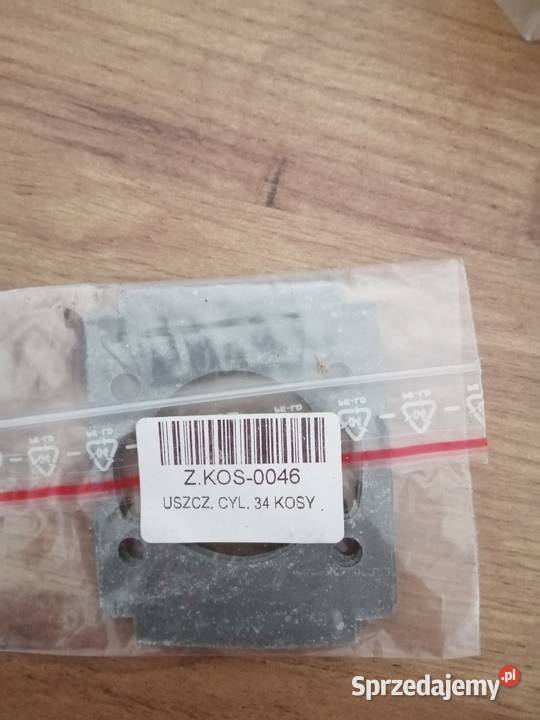 Z.KOS-0046
USZCZ. CYL. 34 KOSY
Sprzedajemy.pl